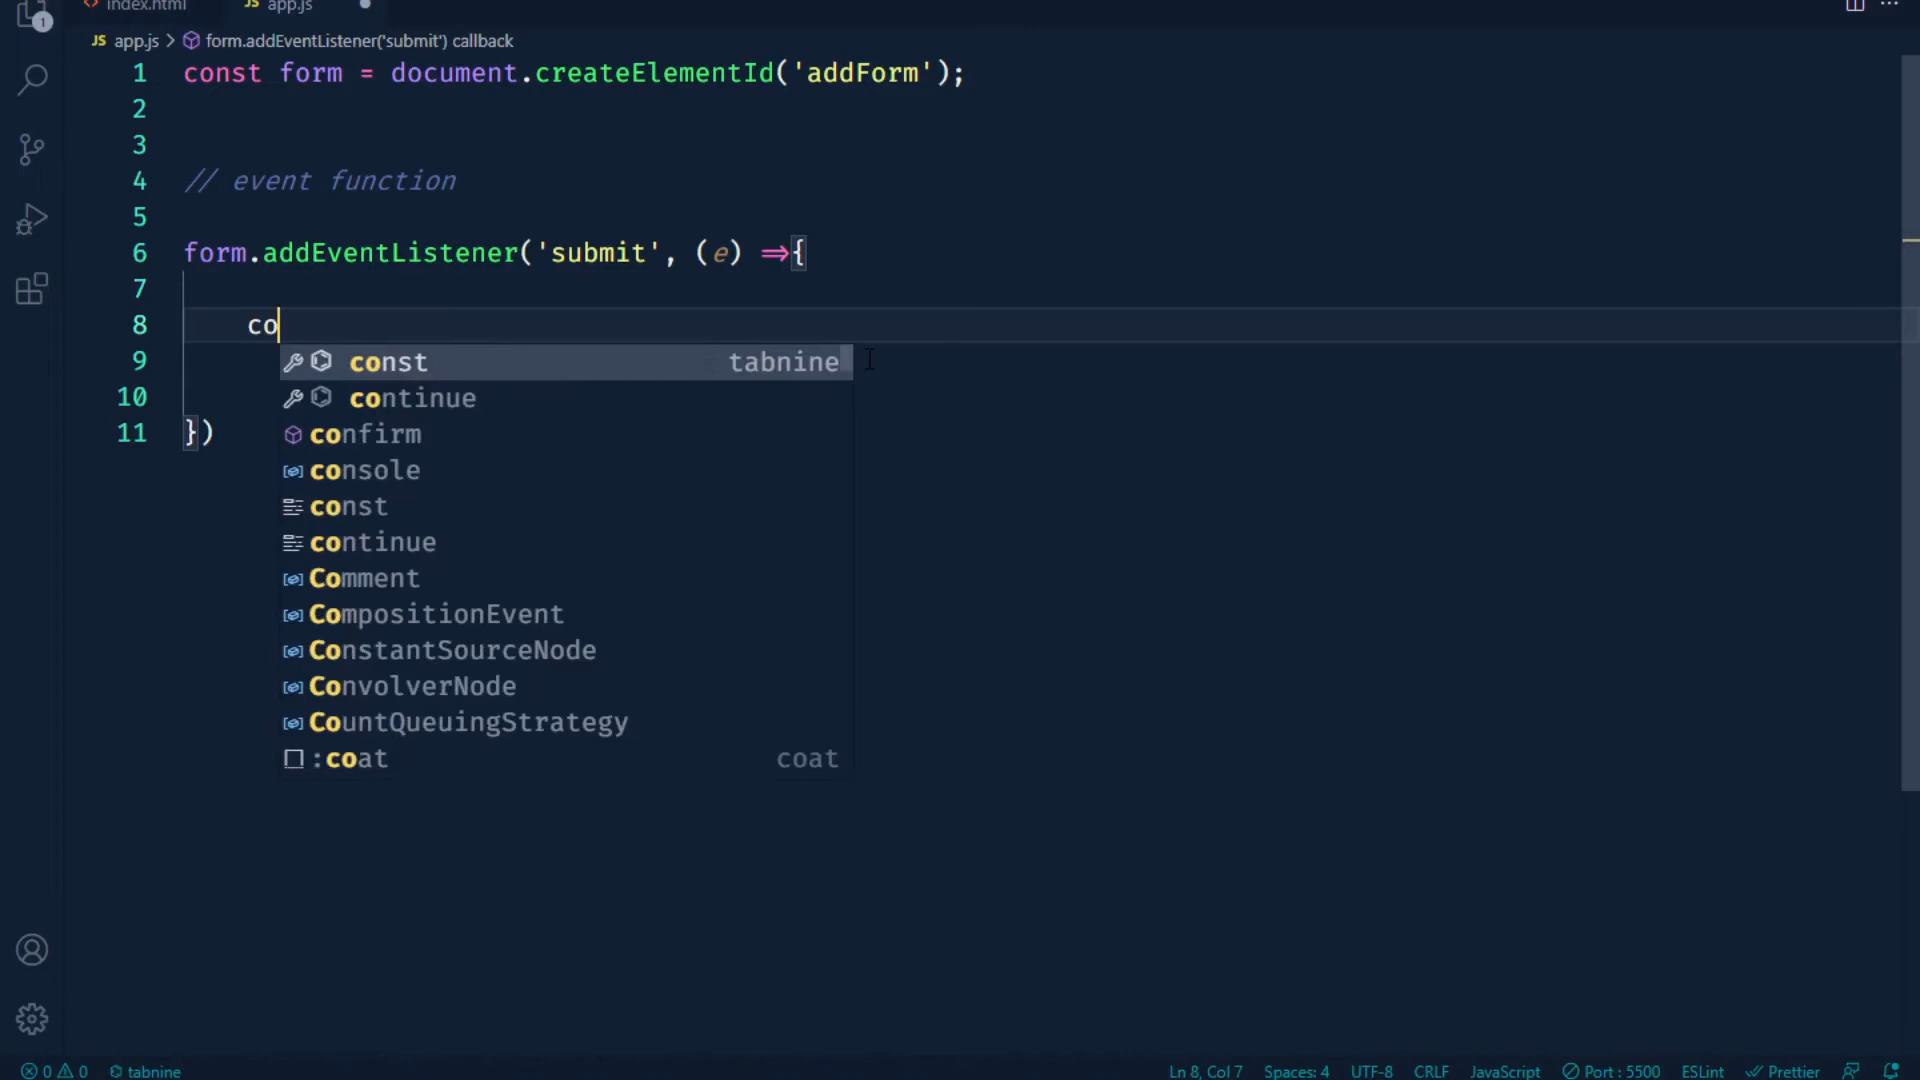 index.html
JS app.js
JS app.js > form.addEventListener('submit') callback
1 const form = document.createElementId('addForm');
2
3
4 // event function
5
6 form.addEventListener('submit', (e) =>{
7
8 co
9
10
11 })
const tabnine
continue
confirm
console
const
continue
Comment
CompositionEvent
ConstantSourceNode
ConvolverNode
CountQueuingStrategy
:coat coat
1
0 0 tabnine Ln 8, Col 7 Spaces: 4 UTF-8 CRLF JavaScript Port : 5500 ESLint Prettier